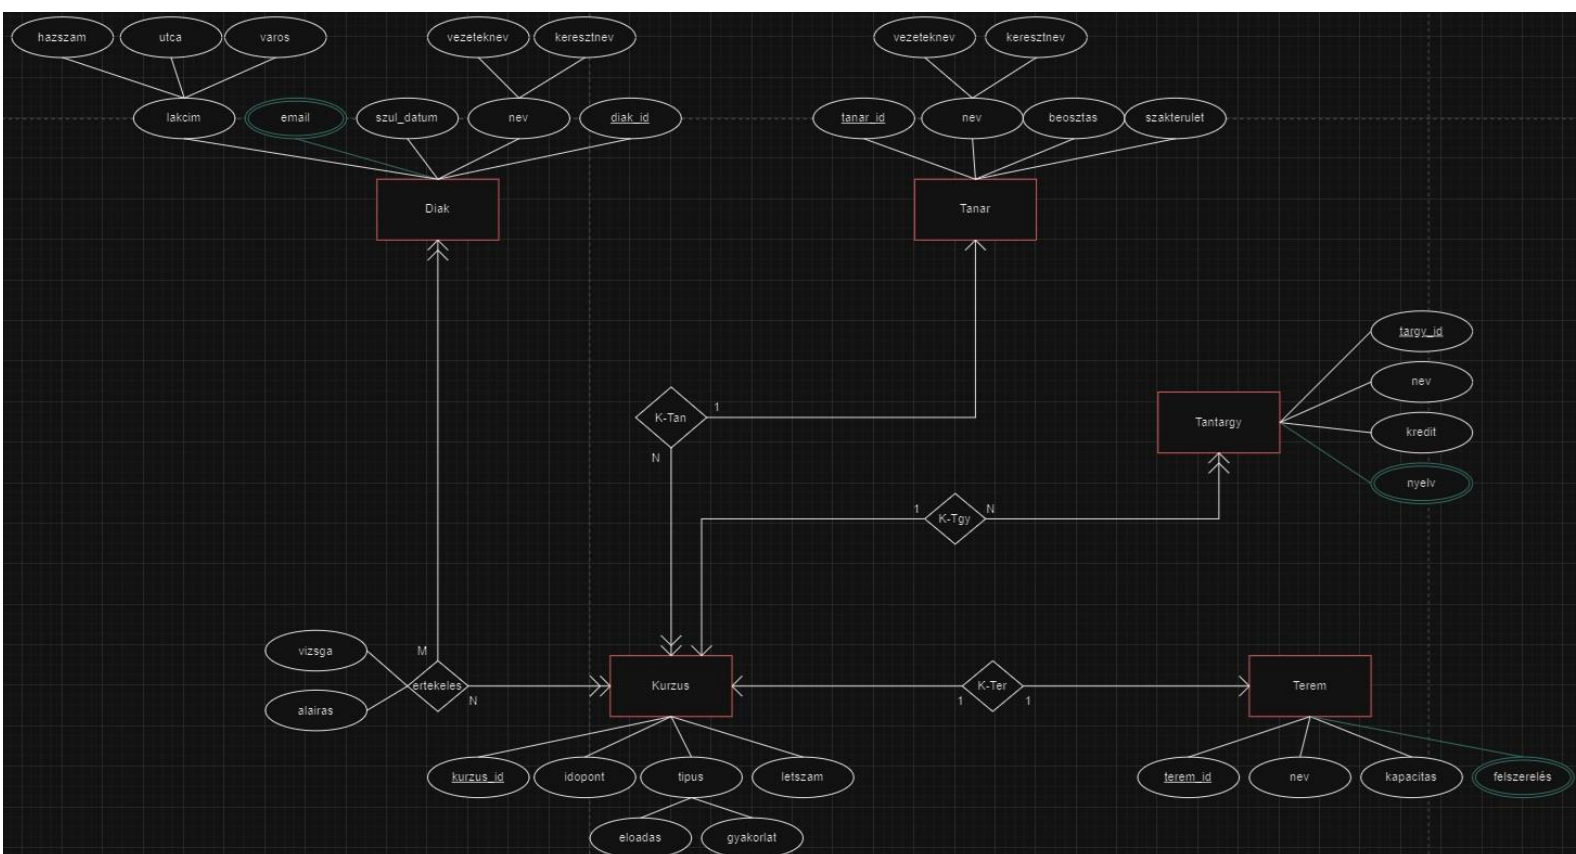 hazszam
utca
varos
vezeteknev
keresztnev
vezeteknev
keresztnev
lakcim
email
szul_datum
nev
diak_id
tanar_id
nev
beosztas
szakterulet
Diak
Tanar
targy_id
nev
kredit
nyelv
Tantargy
K-Tan
1
N
1
K-Tgy
N
vizsga
alairas
M
ertekeles
N
Kurzus
K-Ter
1
1
Terem
kurzus_id
idopont
tipus
letszam
terem_id
nev
kapacitas
felszerelés
eloadas
gyakorlat